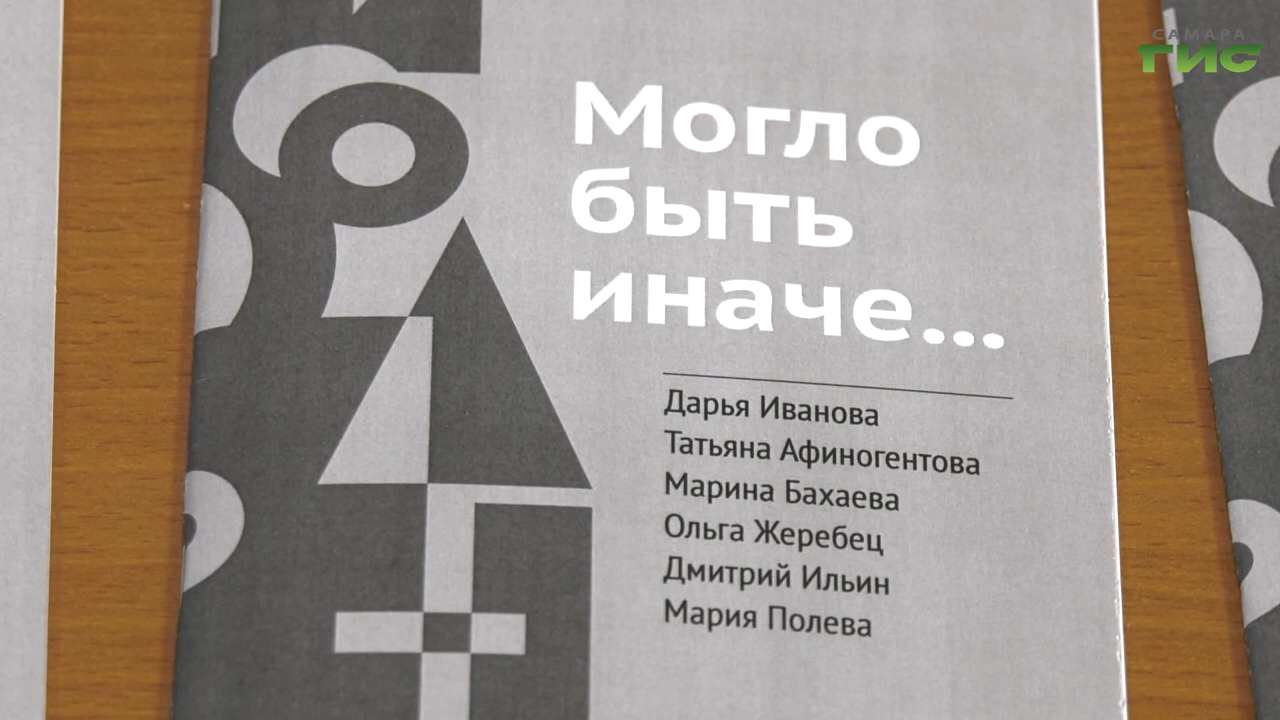 САМАРА
ГИС
Могло
быть
иначе...
Дарья Иванова
Татьяна Афиногентова
Марина Бахаева
Ольга Жеребец
Дмитрий Ильин
Мария Полева